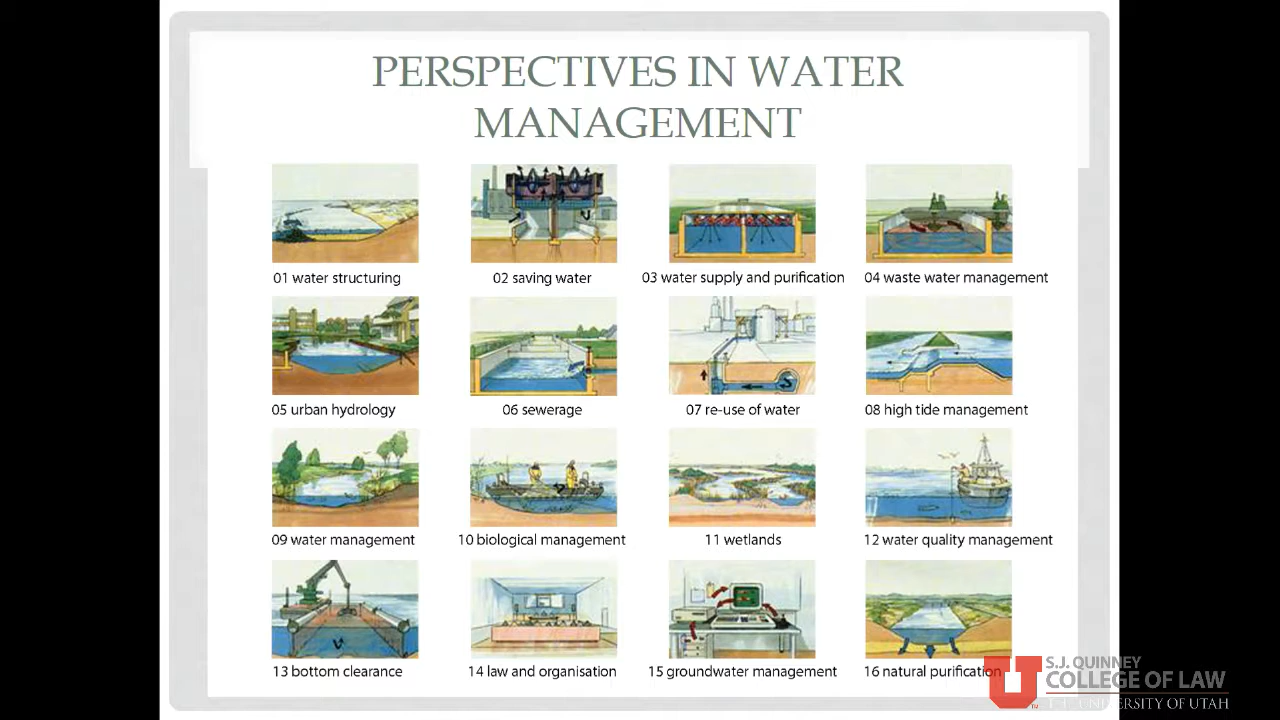 PERSPECTIVES IN WATER
MANAGEMENT
01 water structuring
02 saving water
03 water supply and purification
04 waste water management
05 urban hydrology
06 sewerage
07 re-use of water
08 high tide management
09 water management
10 biological management
11 wetlands
12 water quality management
13 bottom clearance
14 law and organisation
15 groundwater management
16 natural purification
S.J. QUINNEY
COLLEGE OF LAW
UNIVERSITY OF UTAH